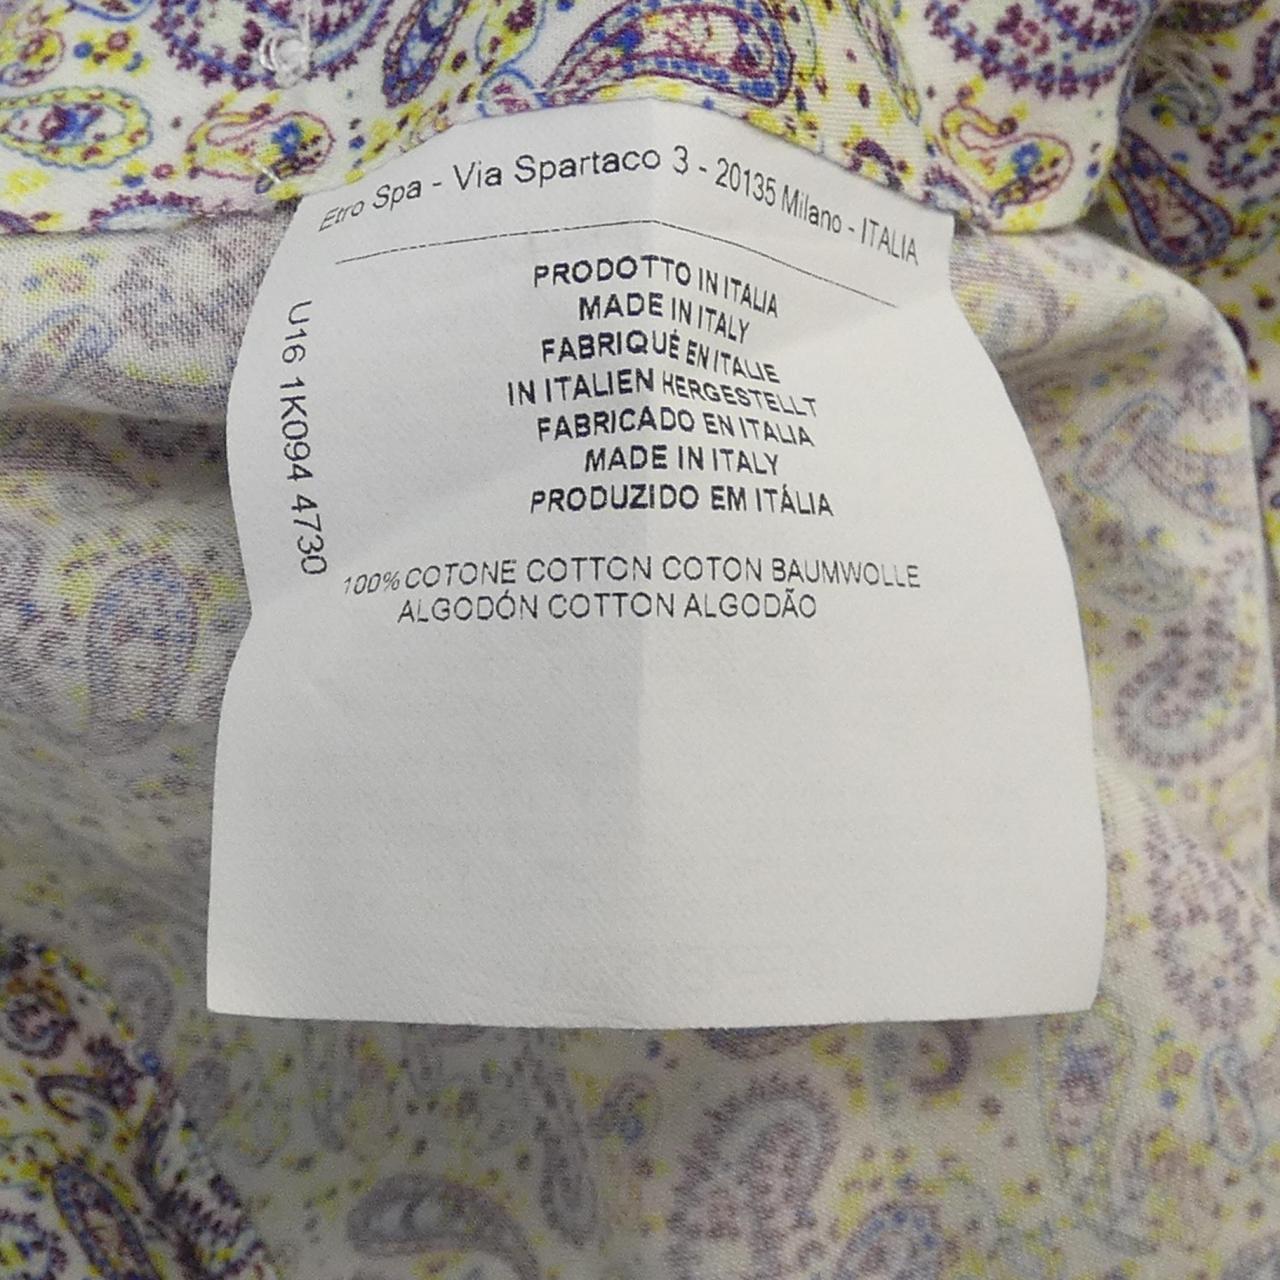 Etro Spa - Via Spartaco 3 - 20135 Milano - ITALIA
PRODOTTO IN ITALIA
MADE IN ITALY
FABRIQUÉ EN ITALIE
IN ITALIEN HERGESTELLT
FABRICADO EN ITALIA
MADE IN ITALY
PRODUZIDO EM ITÁLIA
U16 1K094 4730
100% COTONE COTTON COTON BAUMWOLLE
ALGODÓN COTTON ALGODÃO